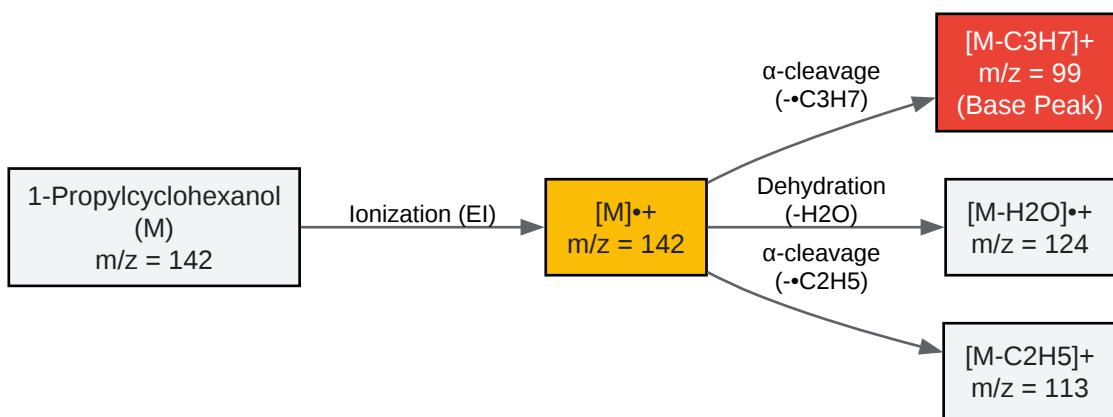 1-Propylcyclohexanol
(M)
m/z = 142
Ionization (EI)
[M]•+
m/z = 142
α-cleavage
(-•C3H7)
[M-C3H7]+
m/z = 99
(Base Peak)
Dehydration
(-H2O)
[M-H2O]•+
m/z = 124
α-cleavage
(-•C2H5)
[M-C2H5]+
m/z = 113